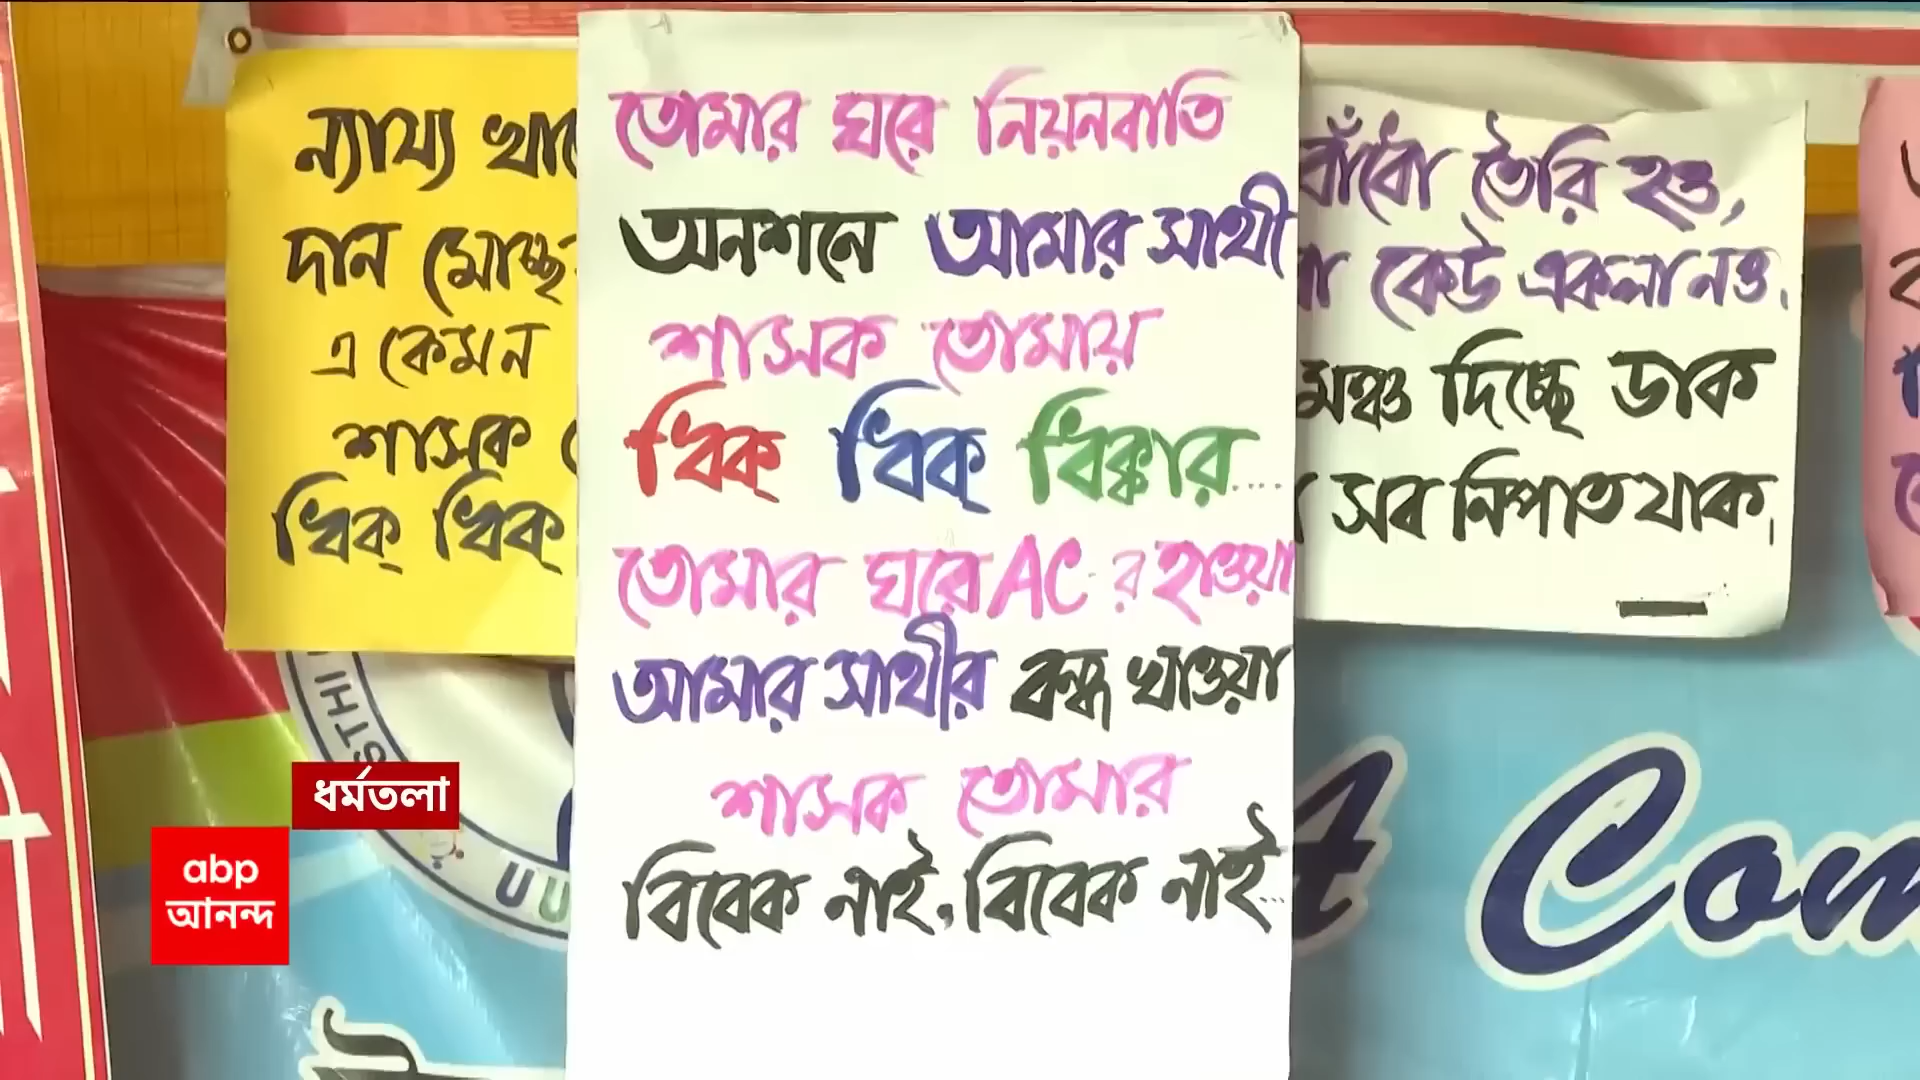 ন্যায্য
দান
এ কেমন
শাসক
ধিক্ ধিক্
তোমার ঘরে নিয়নবাতি
অনশনে আমার সাথী
শাসক তোমায়
ধিক্ ধিক্ ধিক্কার....
তোমার ঘরে AC-র হাওয়া
আমার সাথীর বন্ধ খাওয়া
শাসক তোমার
বিবেক নাই, বিবেক নাই...
বাঁধো তৈরি হও,
কেউ একলা নও।
মঞ্চ দিচ্ছে ডাক
সব নিপাত যাক।
ধর্মতলা
abp
আনন্দ